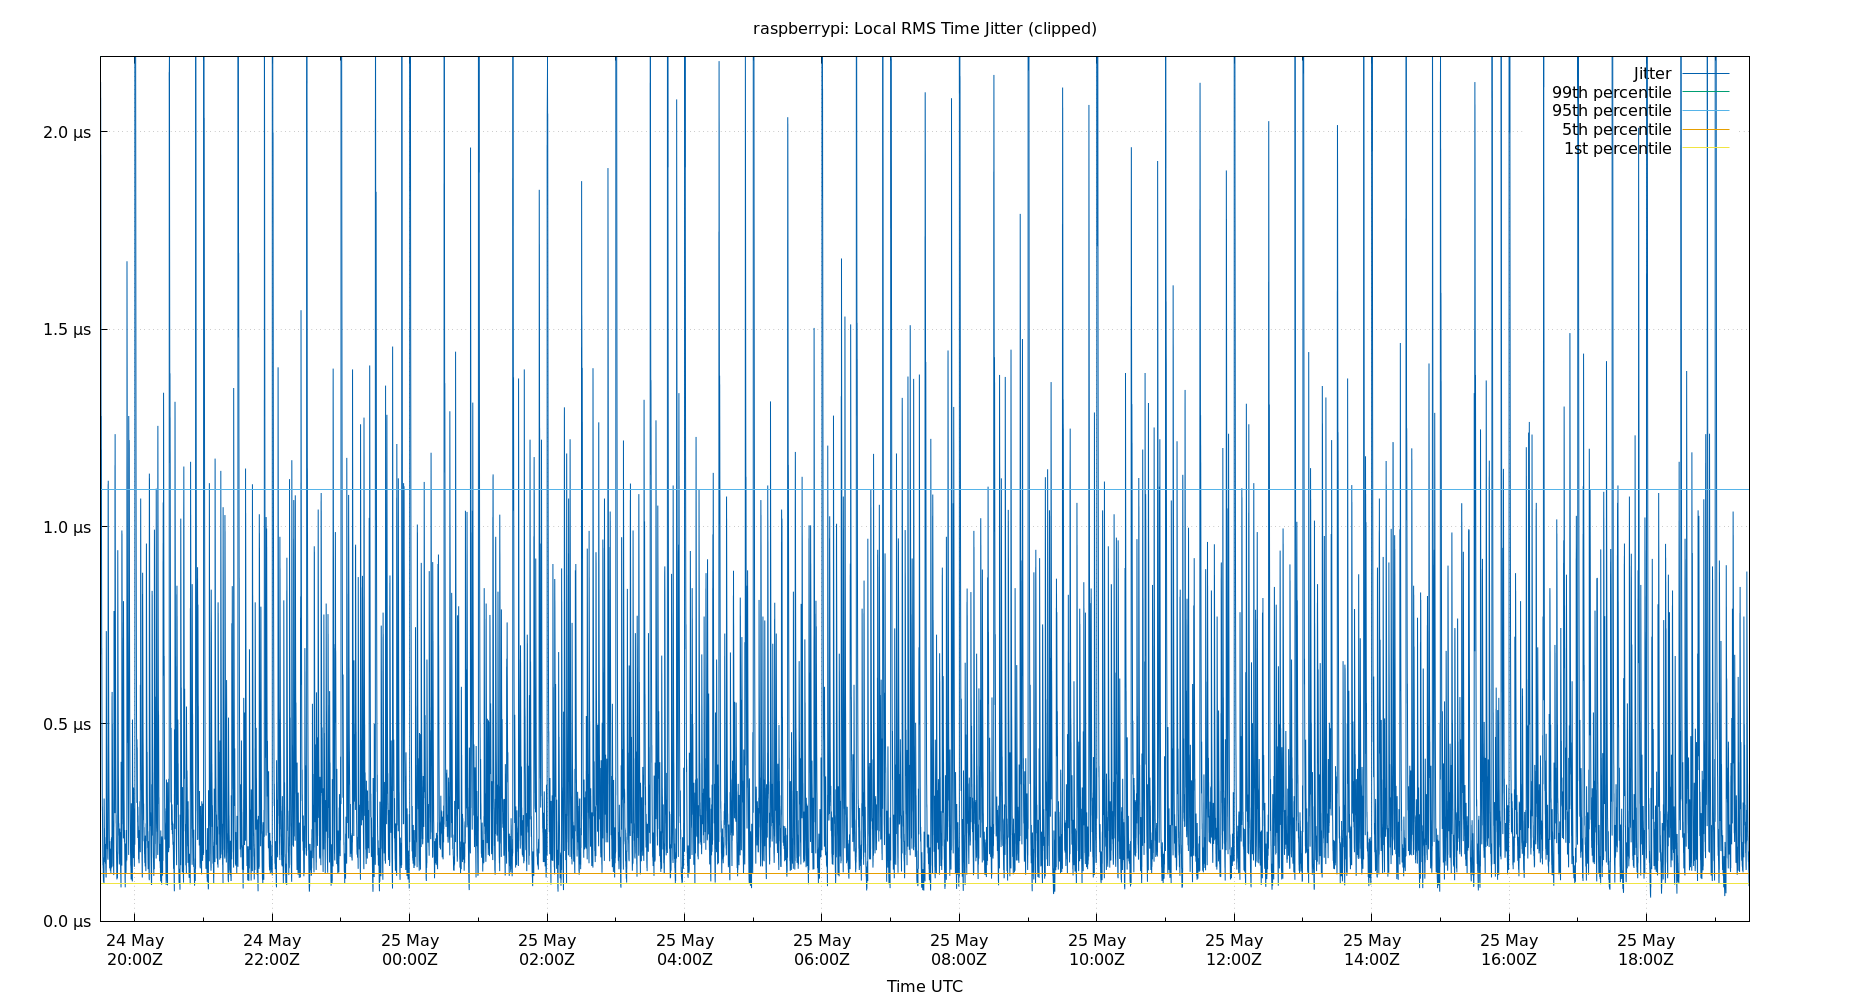 raspberrypi: Local RMS Time Jitter (clipped)
Jitter
99th percentile
95th percentile
5th percentile
1st percentile
2.0 µs
1.5 µs
1.0 µs
0.5 µs
0.0 µs
24 May 24 May 25 May 25 May 25 May 25 May 25 May 25 May 25 May 25 May 25 May 25 May
20:00Z 22:00Z 00:00Z 02:00Z 04:00Z 06:00Z 08:00Z 10:00Z 12:00Z 14:00Z 16:00Z 18:00Z
Time UTC